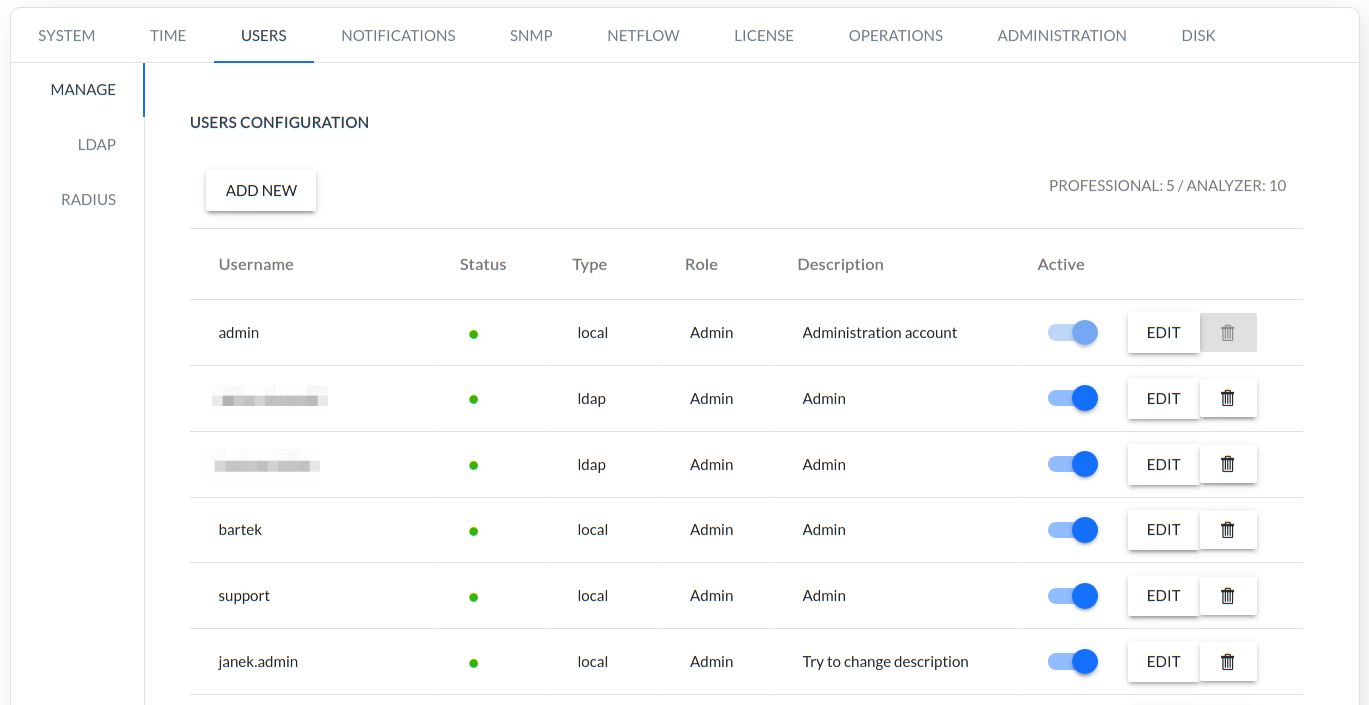 SYSTEM TIME USERS NOTIFICATIONS SNMP NETFLOW LICENSE OPERATIONS ADMINISTRATION DISK
MANAGE
LDAP
RADIUS
USERS CONFIGURATION
ADD NEW
PROFESSIONAL: 5 / ANALYZER: 10
Username Status Type Role Description Active
admin local Admin Administration account EDIT
ldap Admin Admin EDIT
ldap Admin Admin EDIT
bartek local Admin Admin EDIT
support local Admin Admin EDIT
janek.admin local Admin Try to change description EDIT